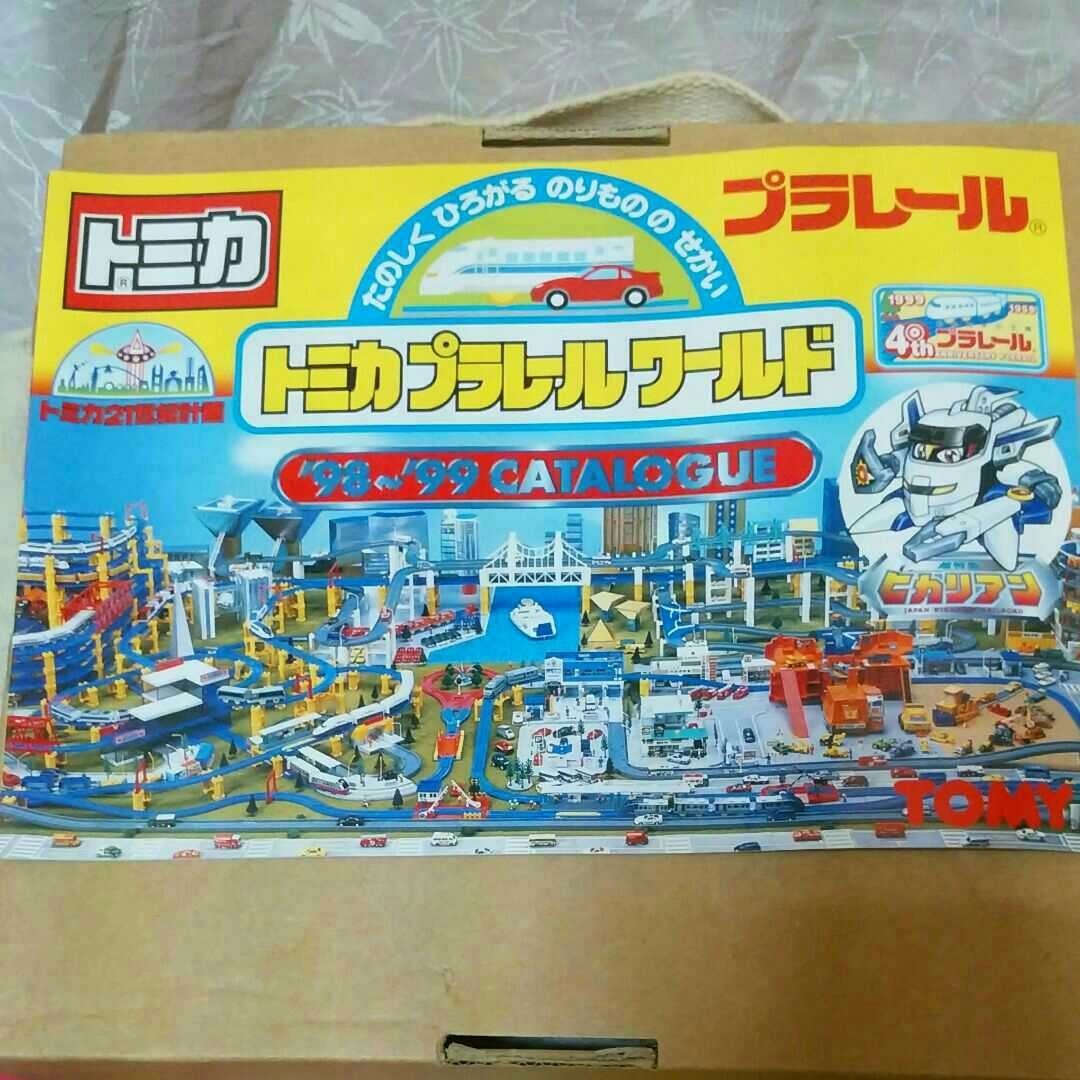 たのしく ひろがる のりもの の せかい
プラレール®
トミカ®
1999 1959
40th プラレール
ANNIVERSARY PLARAIL
トミカ プラレール ワールド
トミカ21世紀計画
'98~'99 CATALOGUE
ヒカリアン
TOMY